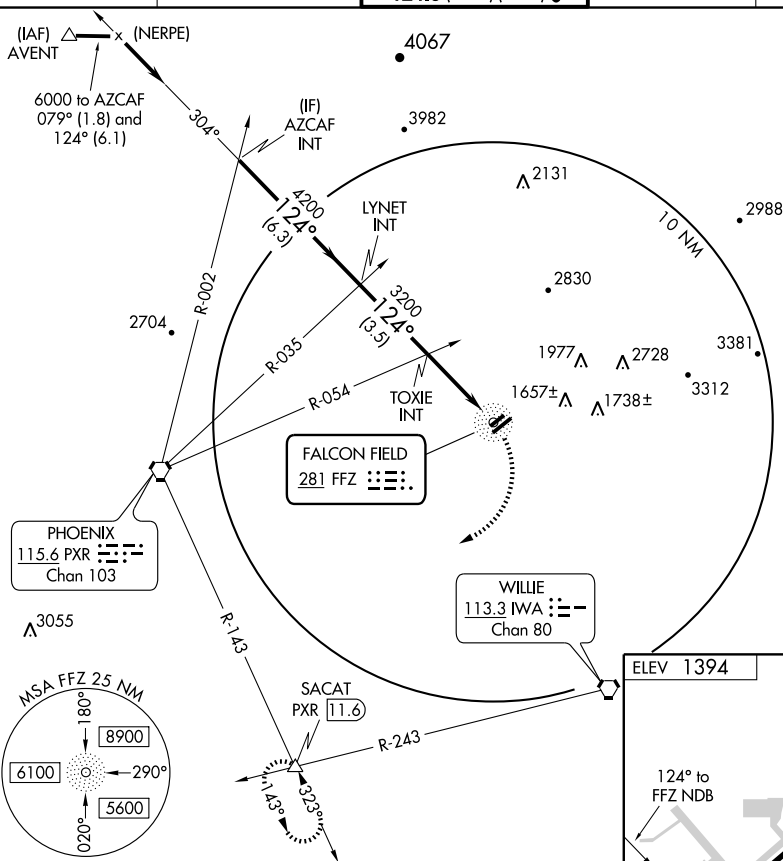 (IAF)
AVENT
(NERPE)
6000 to AZCAF
079° (1.8) and
124° (6.1)
304°
(IF)
AZCAF
INT
4067
3982
2131
2988
10 NM
4200
124°
(6.3)
LYNET
INT
2830
3200
124°
(3.5)
R-002
2704
R-035
R-054
TOXIE
INT
1977
2728
3381
3312
1657±
1738±
FALCON FIELD
281 FFZ
PHOENIX
115.6 PXR
Chan 103
WILLIE
113.3 IWA
Chan 80
3055
R-143
MSA FFZ 25 NM
180°
8900
6100
290°
5600
020°
SACAT
PXR 11.6
R-243
143°
323°
ELEV 1394
124° to
FFZ NDB